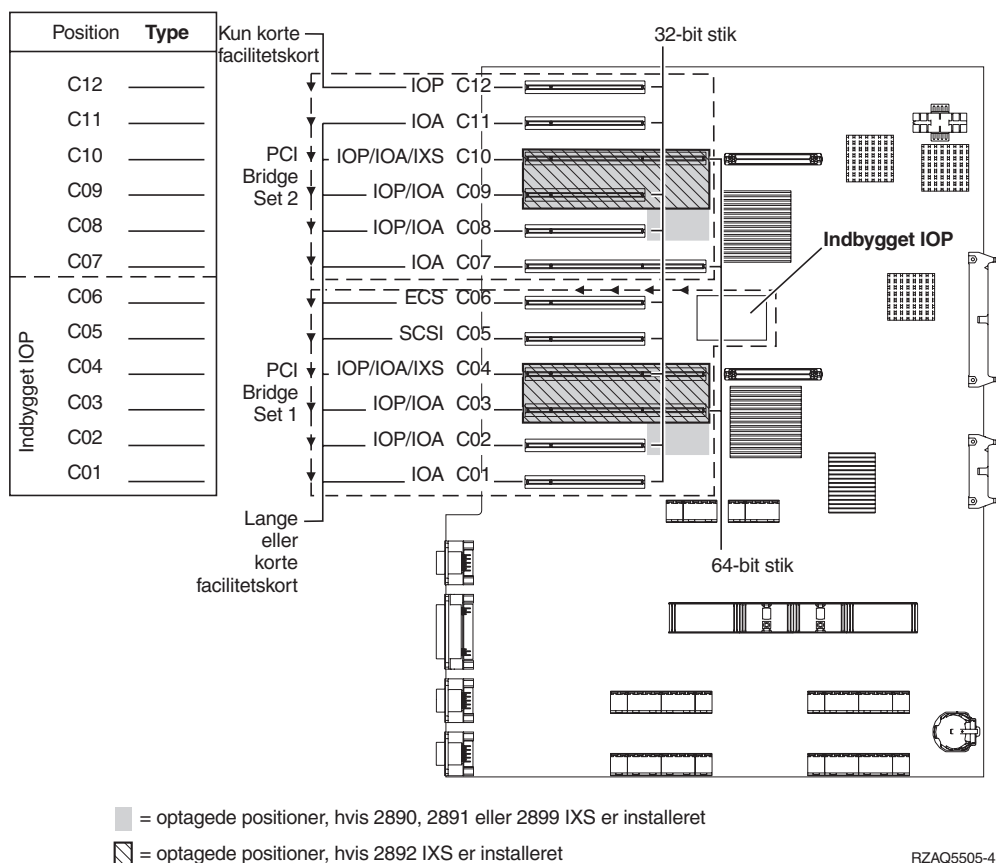 Position Type
C12
C11
C10
C09
C08
C07
C06
C05
C04
C03
C02
C01
Indbygget IOP
Kun korte
facilitetskort
32-bit stik
IOP C12
IOA C11
IOP/IOA/IXS C10
IOP/IOA C09
IOP/IOA C08
IOA C07
PCI
Bridge
Set 2
ECS C06
SCSI C05
IOP/IOA/IXS C04
IOP/IOA C03
IOP/IOA C02
IOA C01
PCI
Bridge
Set 1
Indbygget IOP
Lange
eller
korte
facilitetskort
64-bit stik
= optagede positioner, hvis 2890, 2891 eller 2899 IXS er installeret
= optagede positioner, hvis 2892 IXS er installeret
RZAQ5505-4